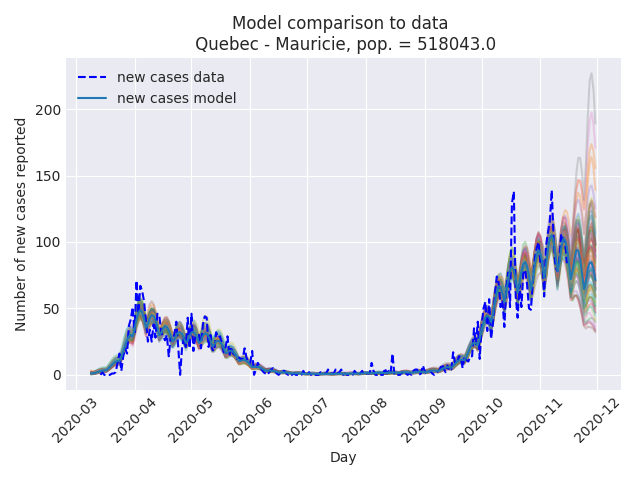 Model comparison to data
Quebec - Mauricie, pop. = 518043.0
new cases data
new cases model
Number of new cases reported
200
150
100
50
0
2020-03
2020-04
2020-05
2020-06
2020-07
2020-08
2020-09
2020-10
2020-11
2020-12
Day